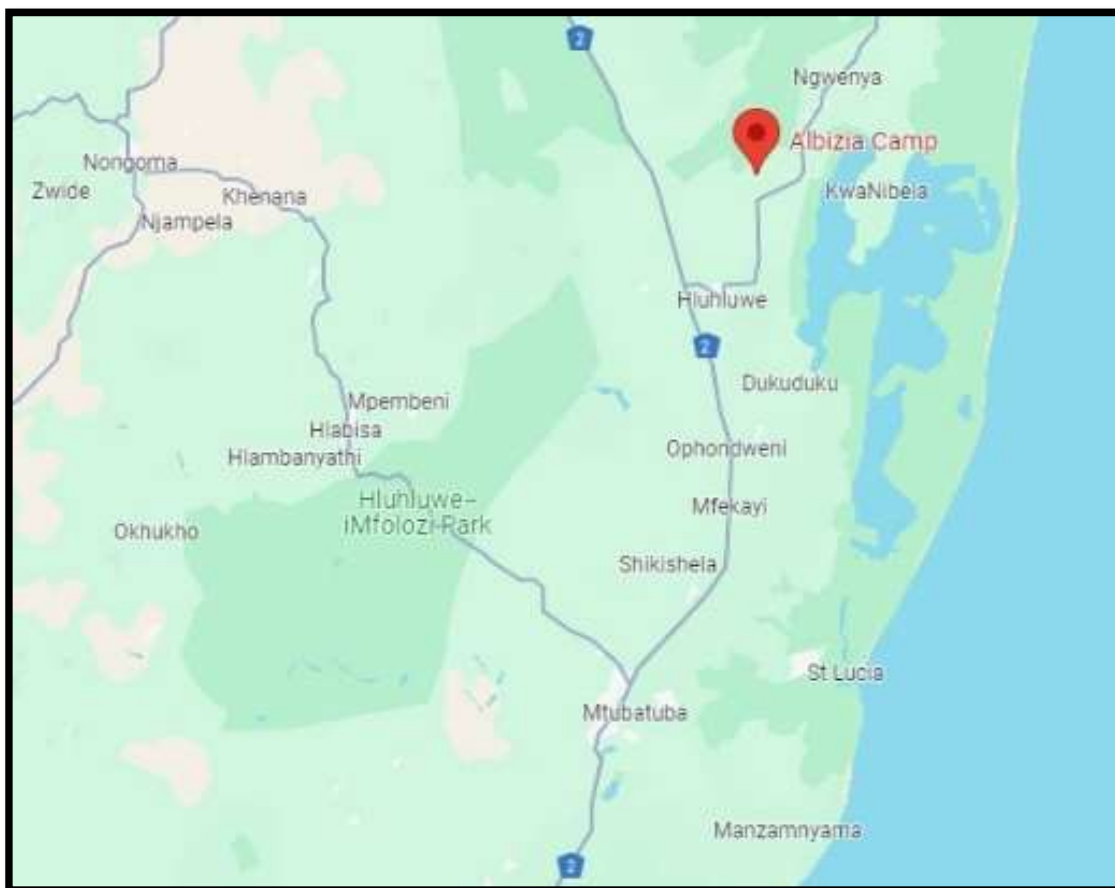 2
Ngwenya
Albizia Camp
Nongoma
Zwide
Khenana
KwaNibela
Njampela
Hluhluwe
2
Dukuduku
Mpembeni
Hlabisa
Hlambanyathi
Ophondweni
Hluhluwe–
iMfolozi Park
Mfekayi
Okhukho
Shikishela
St Lucia
Mtubatuba
Manzamnyama
2